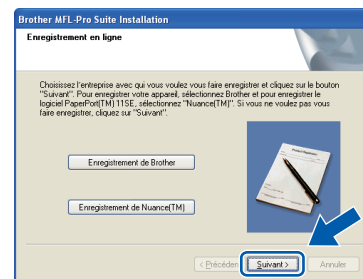 Brother MFL-Pro Suite Installation
Enregistrement en ligne
Choisissez l'entreprise avec qui vous voulez vous faire enregistrer et cliquez sur le bouton
"Suivant". Pour enregistrer votre appareil, sélectionnez Brother et pour enregistrer le
logiciel PaperPort(TM) 11SE, sélectionnez "Nuance(TM)". Si vous ne voulez pas vous
faire enregistrer, cliquez sur "Suivant".
Enregistrement de Brother
Enregistrement de Nuance(TM)
< Précéden Suivant > Annuler